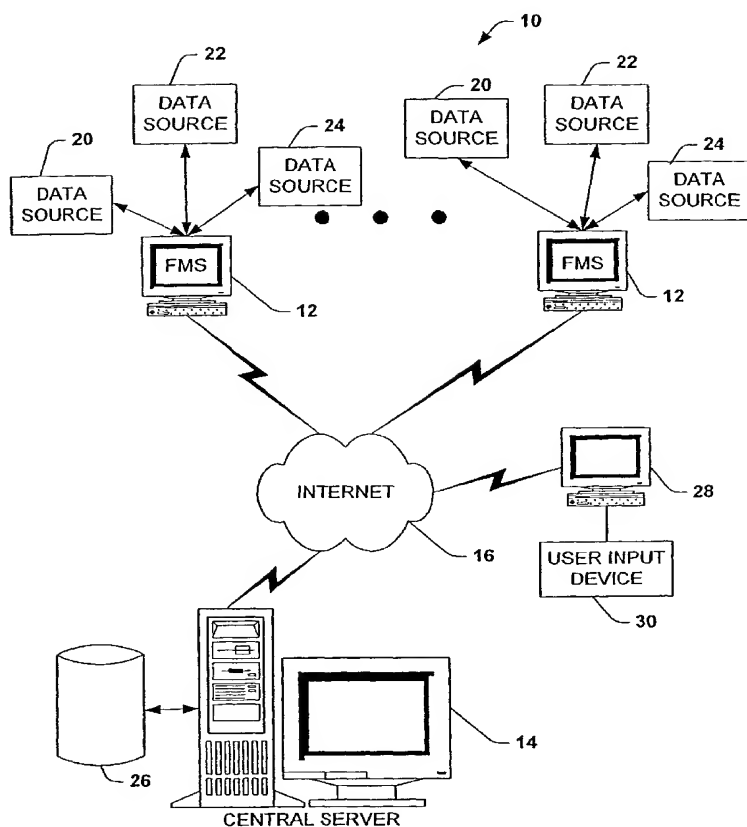 10
22
DATA
SOURCE
20
DATA
SOURCE
24
DATA
SOURCE
20
DATA
SOURCE
22
DATA
SOURCE
24
DATA
SOURCE
FMS
12
FMS
12
INTERNET
16
28
USER INPUT
DEVICE
30
14
26
CENTRAL SERVER